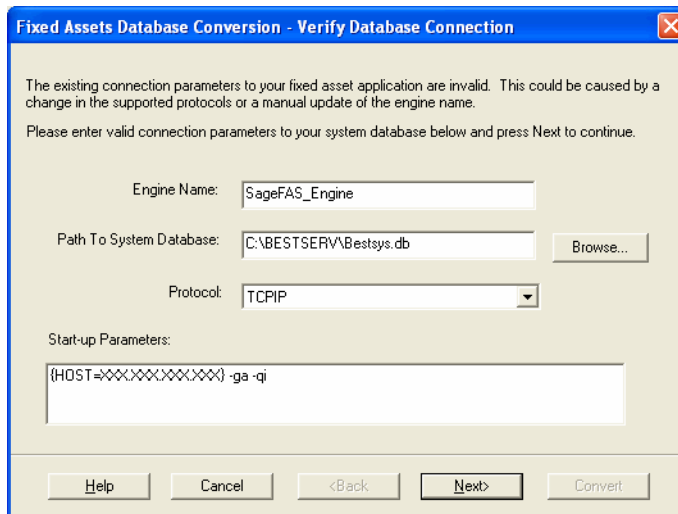 Fixed Assets Database Conversion - Verify Database Connection
The existing connection parameters to your fixed asset application are invalid. This could be caused by a
change in the supported protocols or a manual update of the engine name.
Please enter valid connection parameters to your system database below and press Next to continue.
Engine Name: SageFAS_Engine
Path To System Database: C:\BESTSERV\Bestsys.db Browse...
Protocol: TCPIP
Start-up Parameters:
{HOST=XXX.XXX.XXX.XXX} -ga -qi
Help Cancel <Back Next> Convert